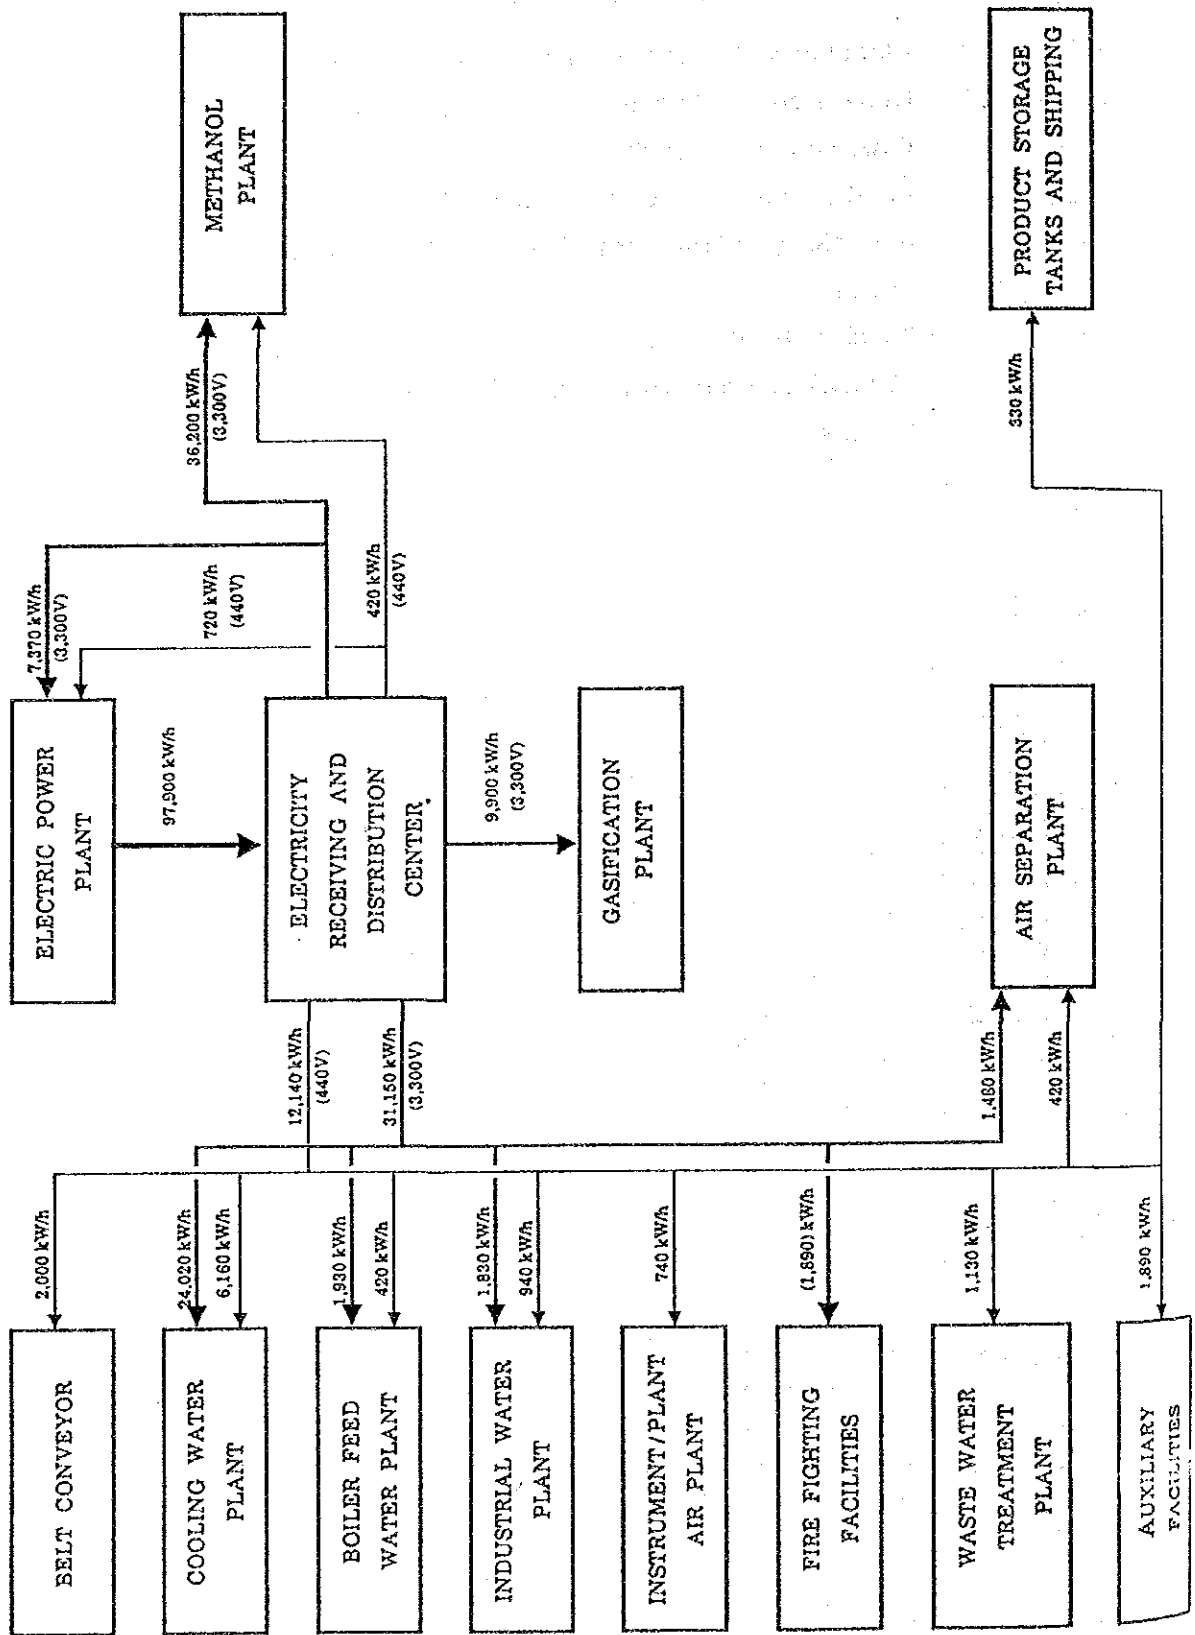 BELT CONVEYOR
2,000 kW/h
COOLING WATER
PLANT
24,020 kW/h
6,160 kW/h
BOILER FEED
WATER PLANT
1,930 kW/h
420 kW/h
INDUSTRIAL WATER
PLANT
1,830 kW/h
940 kW/h
INSTRUMENT/PLANT
AIR PLANT
740 kW/h
FIRE FIGHTING
FACILITIES
(1,890) kW/h
WASTE WATER
TREATMENT
PLANT
1,130 kW/h
AUXILIARY
FACILITIES
1,890 kW/h
12,140 kW/h
(440V)
31,150 kW/h
(3,300V)
ELECTRIC POWER
PLANT
97,900 kW/h
ELECTRICITY
RECEIVING AND
DISTRIBUTION
CENTER
9,900 kW/h
(3,300V)
GASIFICATION
PLANT
1,480 kW/h
420 kW/h
AIR SEPARATION
PLANT
7,370 kW/h
(3,300V)
720 kW/h
(440V)
420 kW/h
(440V)
36,200 kW/h
(3,300V)
METHANOL
PLANT
330 kW/h
PRODUCT STORAGE
TANKS AND SHIPPING